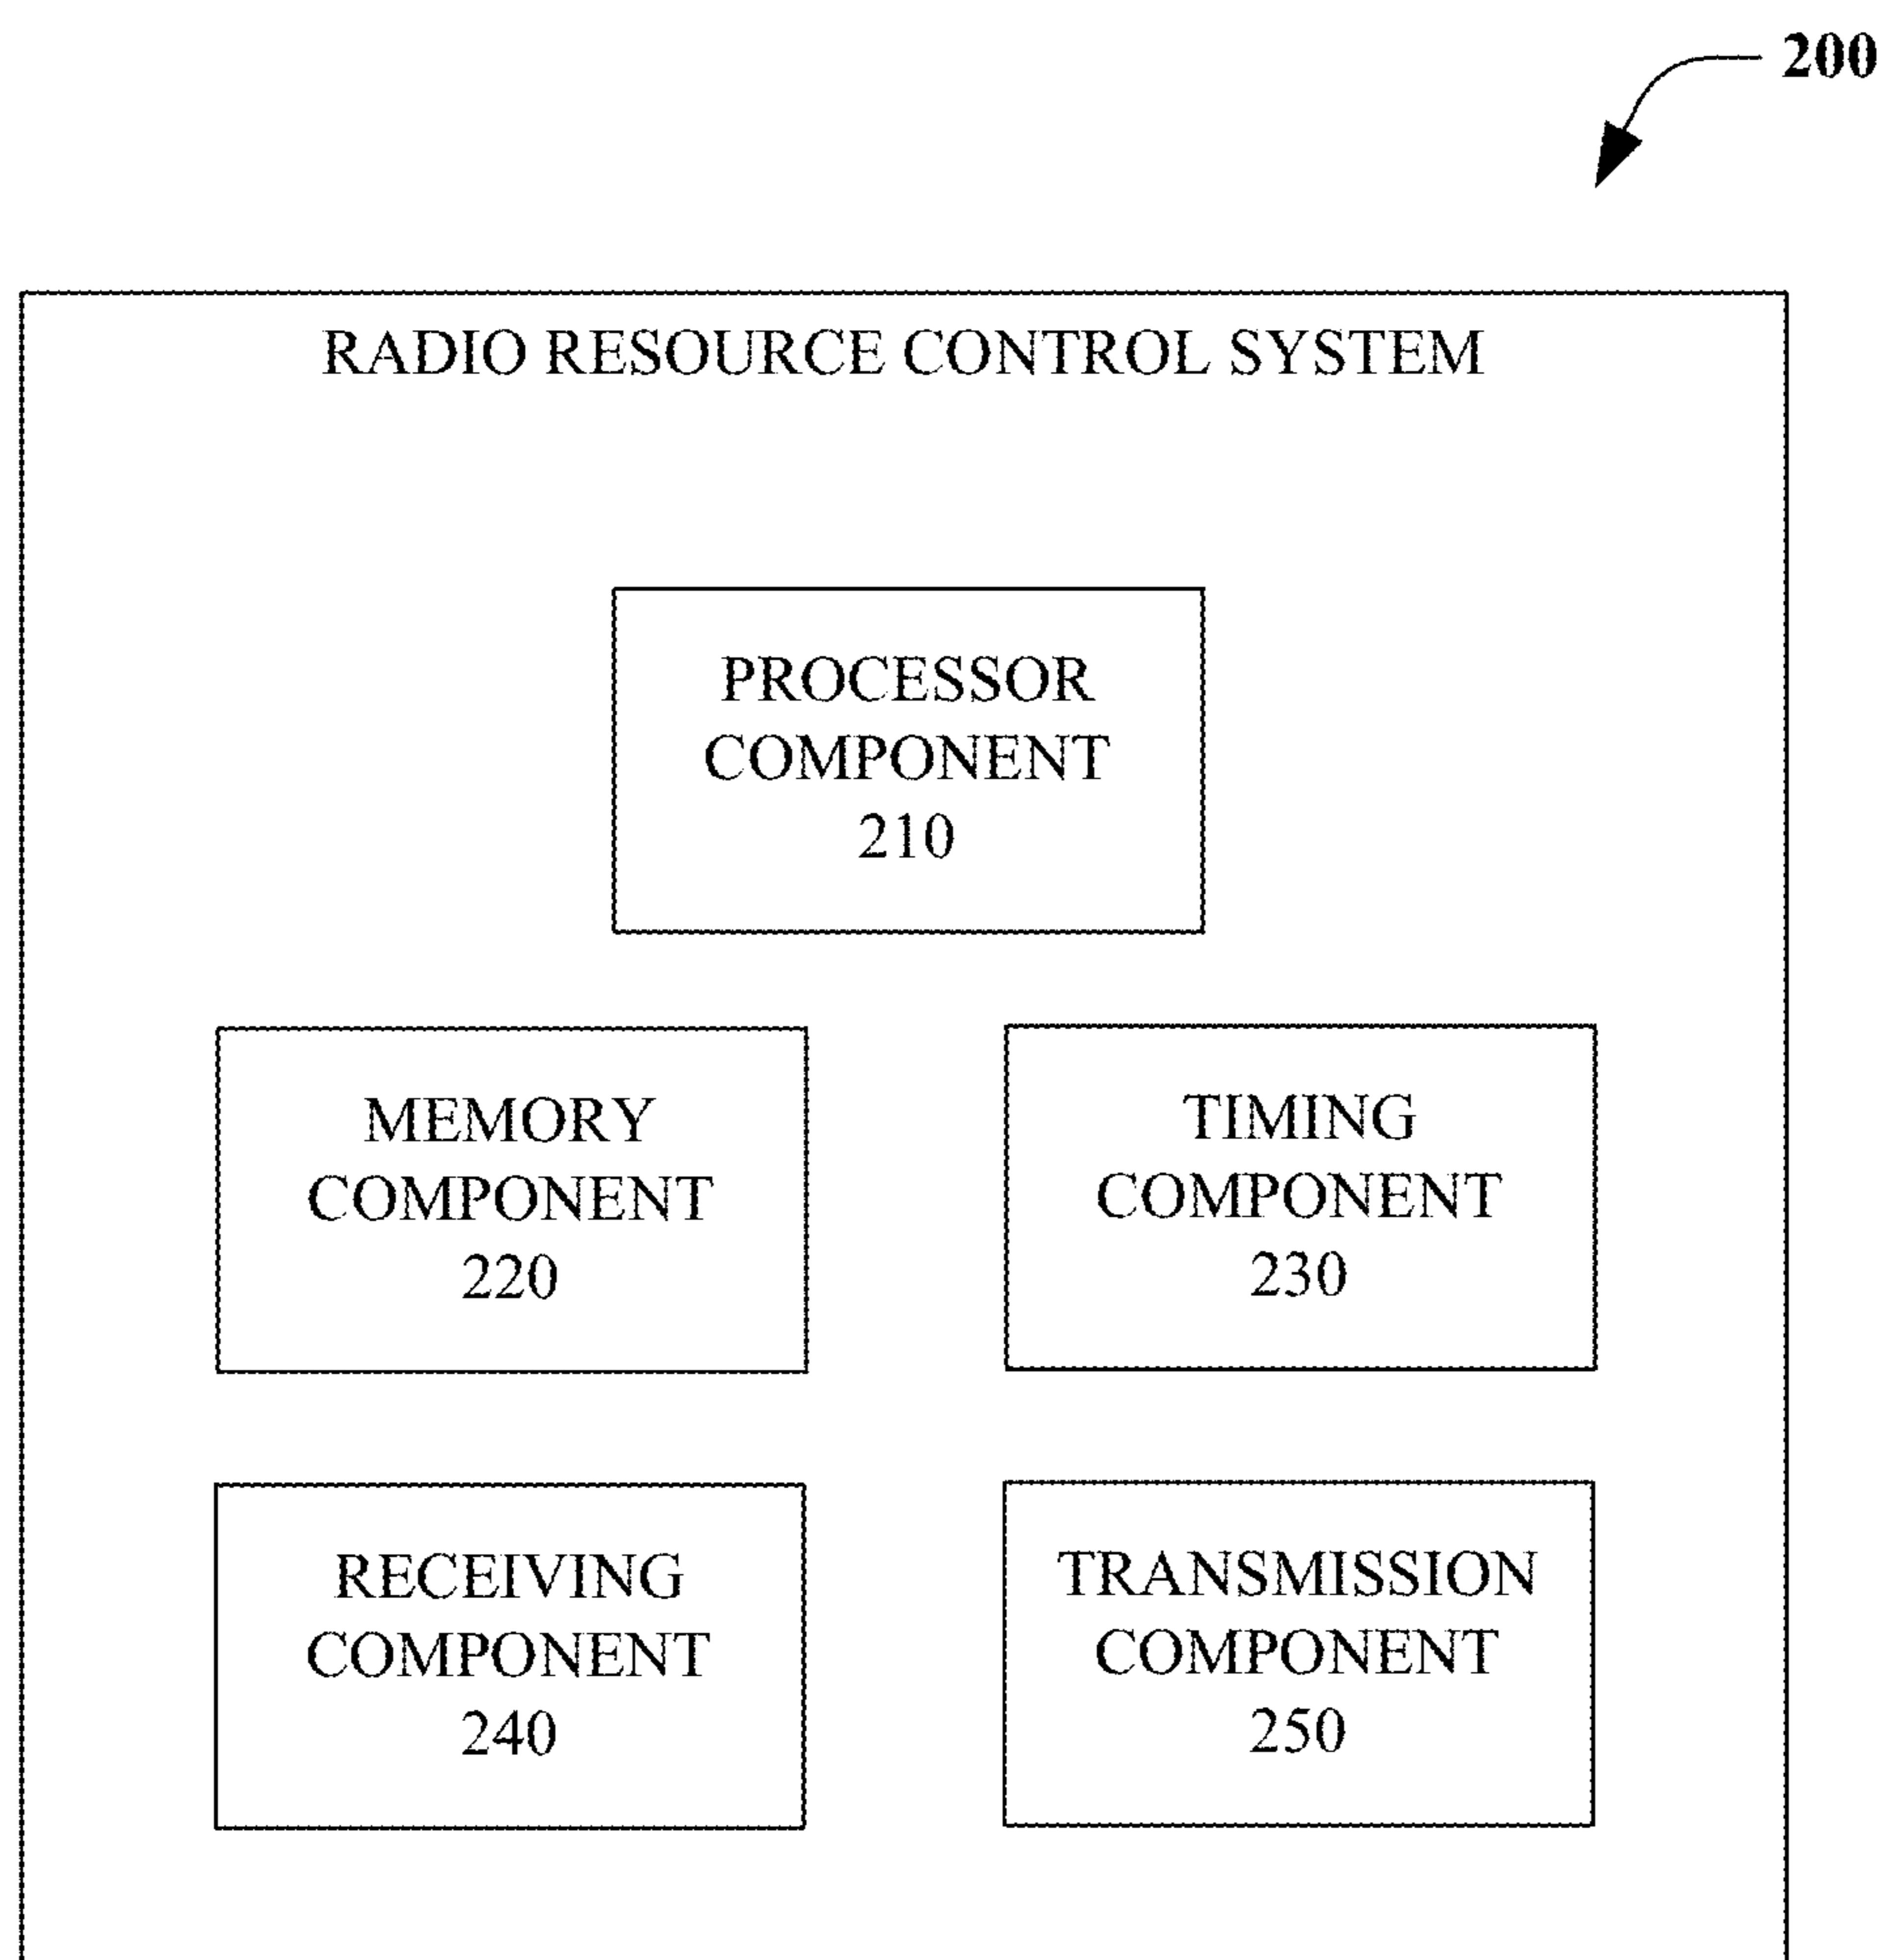 200
RADIO RESOURCE CONTROL SYSTEM
PROCESSOR
COMPONENT
210
MEMORY
COMPONENT
220
TIMING
COMPONENT
230
RECEIVING
COMPONENT
240
TRANSMISSION
COMPONENT
250